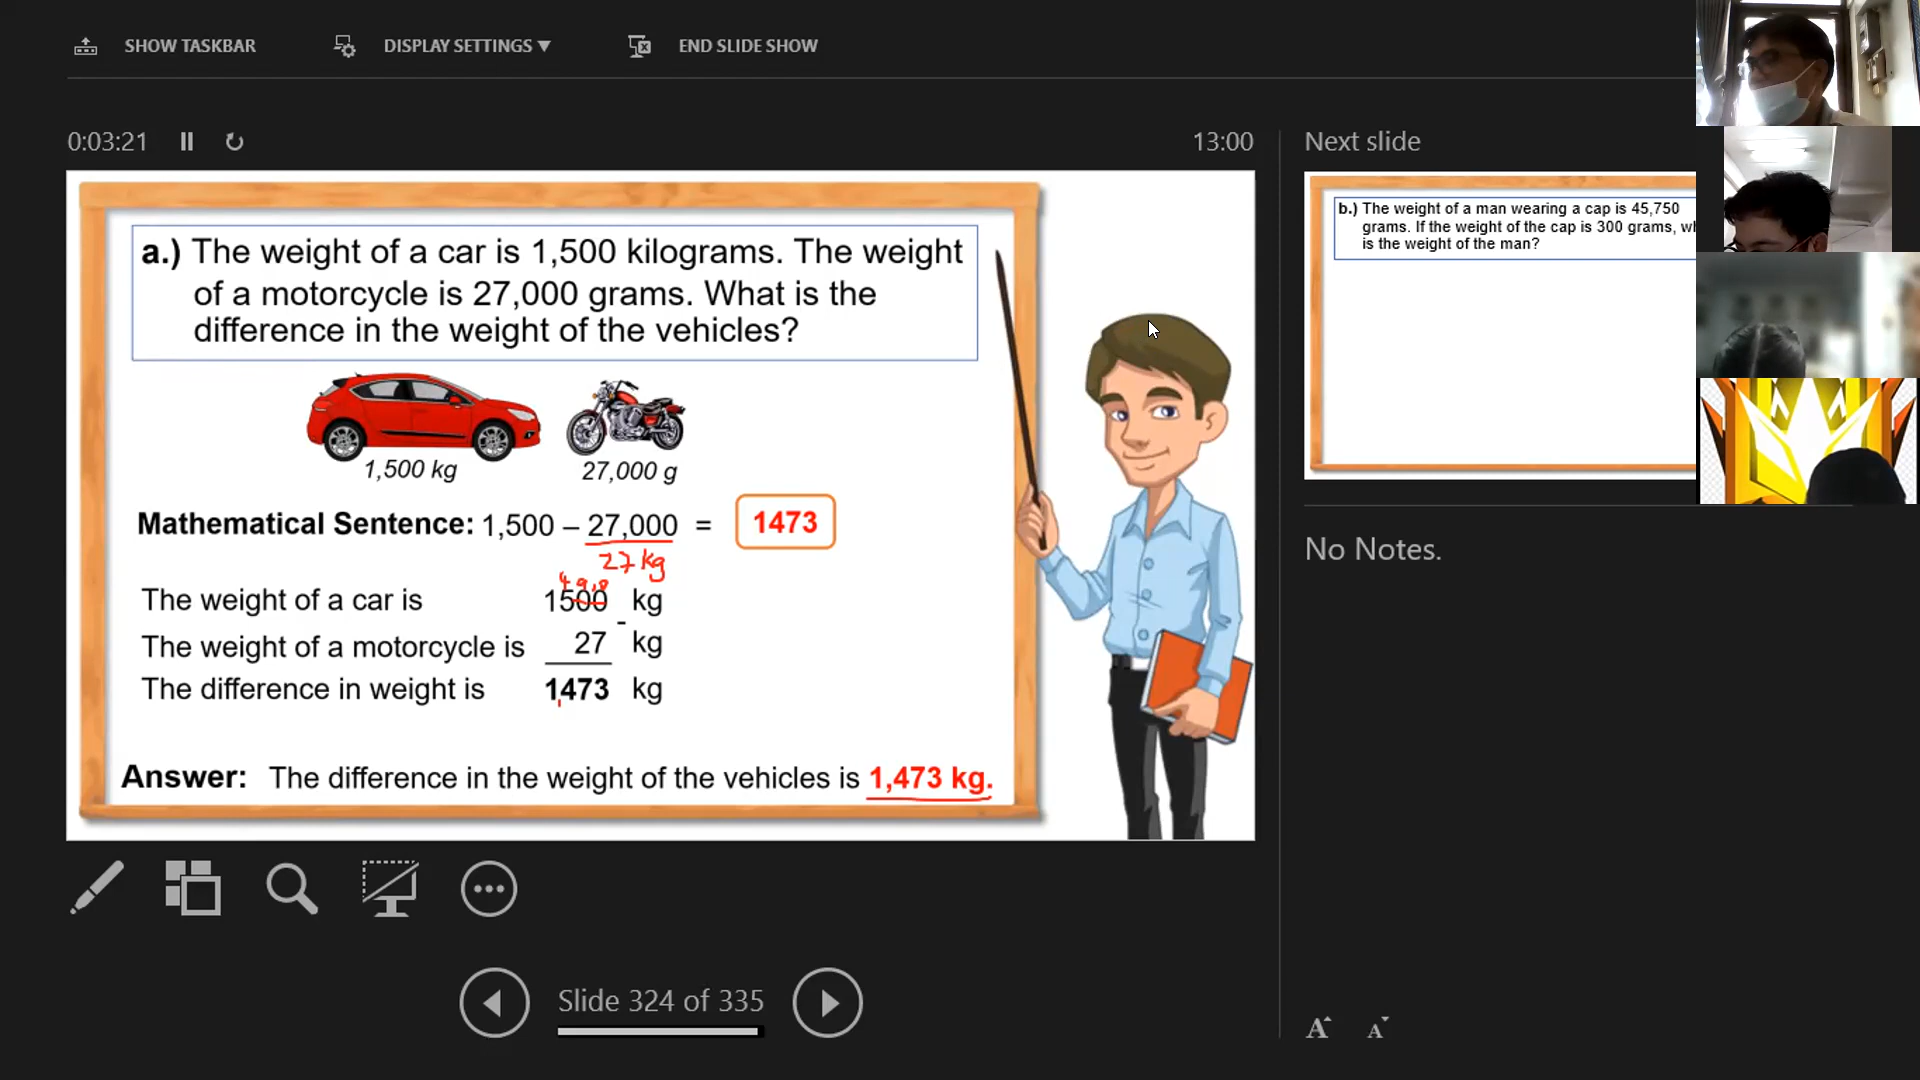 SHOW TASKBAR DISPLAY SETTINGS ▼ END SLIDE SHOW
0:03:21 13:00
a.) The weight of a car is 1,500 kilograms. The weight
of a motorcycle is 27,000 grams. What is the
difference in the weight of the vehicles?
1,500 kg 27,000 g
Mathematical Sentence: 1,500 – 27,000 = 1473
27 kg
The weight of a car is 1500 kg
-
The weight of a motorcycle is 27 kg
The difference in weight is 1473 kg
Answer: The difference in the weight of the vehicles is 1,473 kg.
Slide 324 of 335
Next slide
b.) The weight of a man wearing a cap is 45,750
grams. If the weight of the cap is 300 grams,
is the weight of the man?
No Notes.
A A